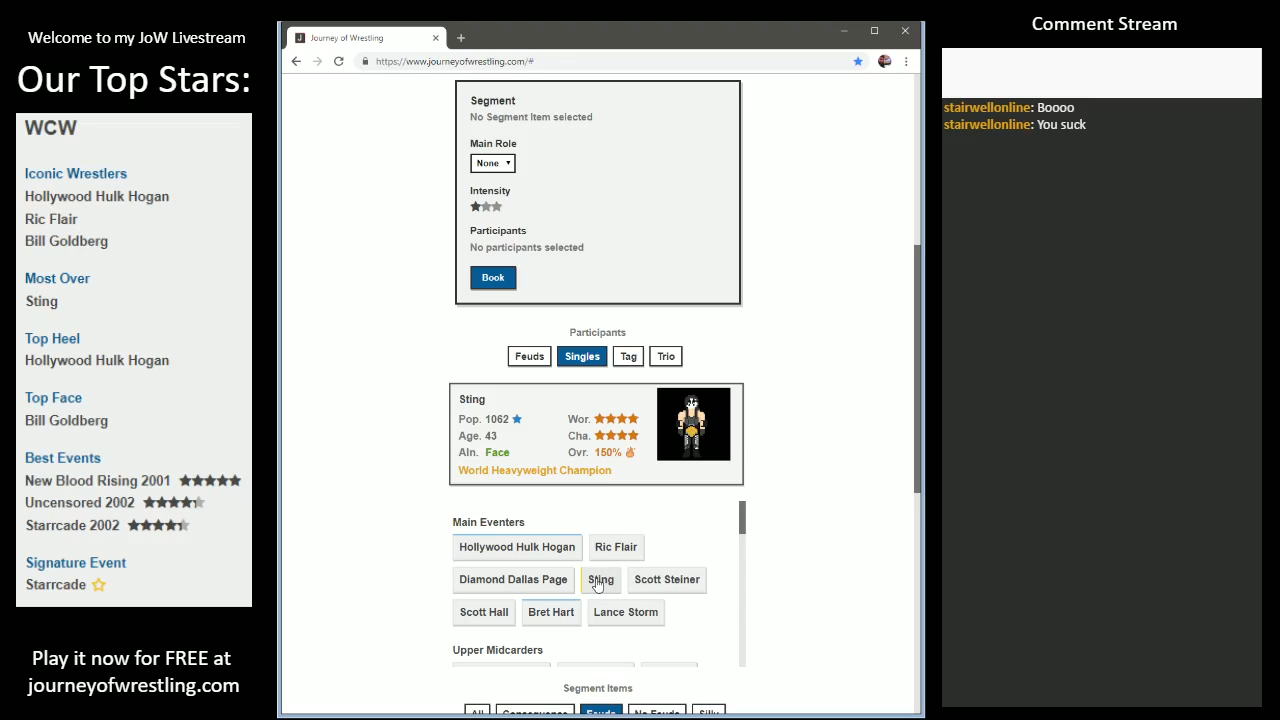 Welcome to my JoW Livestream
Our Top Stars:
WCW
Iconic Wrestlers
Hollywood Hulk Hogan
Ric Flair
Bill Goldberg
Most Over
Sting
Top Heel
Hollywood Hulk Hogan
Top Face
Bill Goldberg
Best Events
New Blood Rising 2001
Uncensored 2002
Starrcade 2002
Signature Event
Starrcade
Play it now for FREE at
journeyofwrestling.com
Journey of Wrestling
https://www.journeyofwrestling.com/#
Segment
No Segment Item selected
Main Role
None
Intensity
Participants
No participants selected
Book
Participants
Feuds Singles Tag Trio
Sting
Pop. 1062 Wor.
Age. 43 Cha.
Aln. Face Ovr. 150%
World Heavyweight Champion
Main Eventers
Hollywood Hulk Hogan Ric Flair
Diamond Dallas Page Sting Scott Steiner
Scott Hall Bret Hart Lance Storm
Upper Midcarders
Segment Items
All Consequence Feuds No Feuds Silly
Comment Stream
stairwellonline: Boooo
stairwellonline: You suck